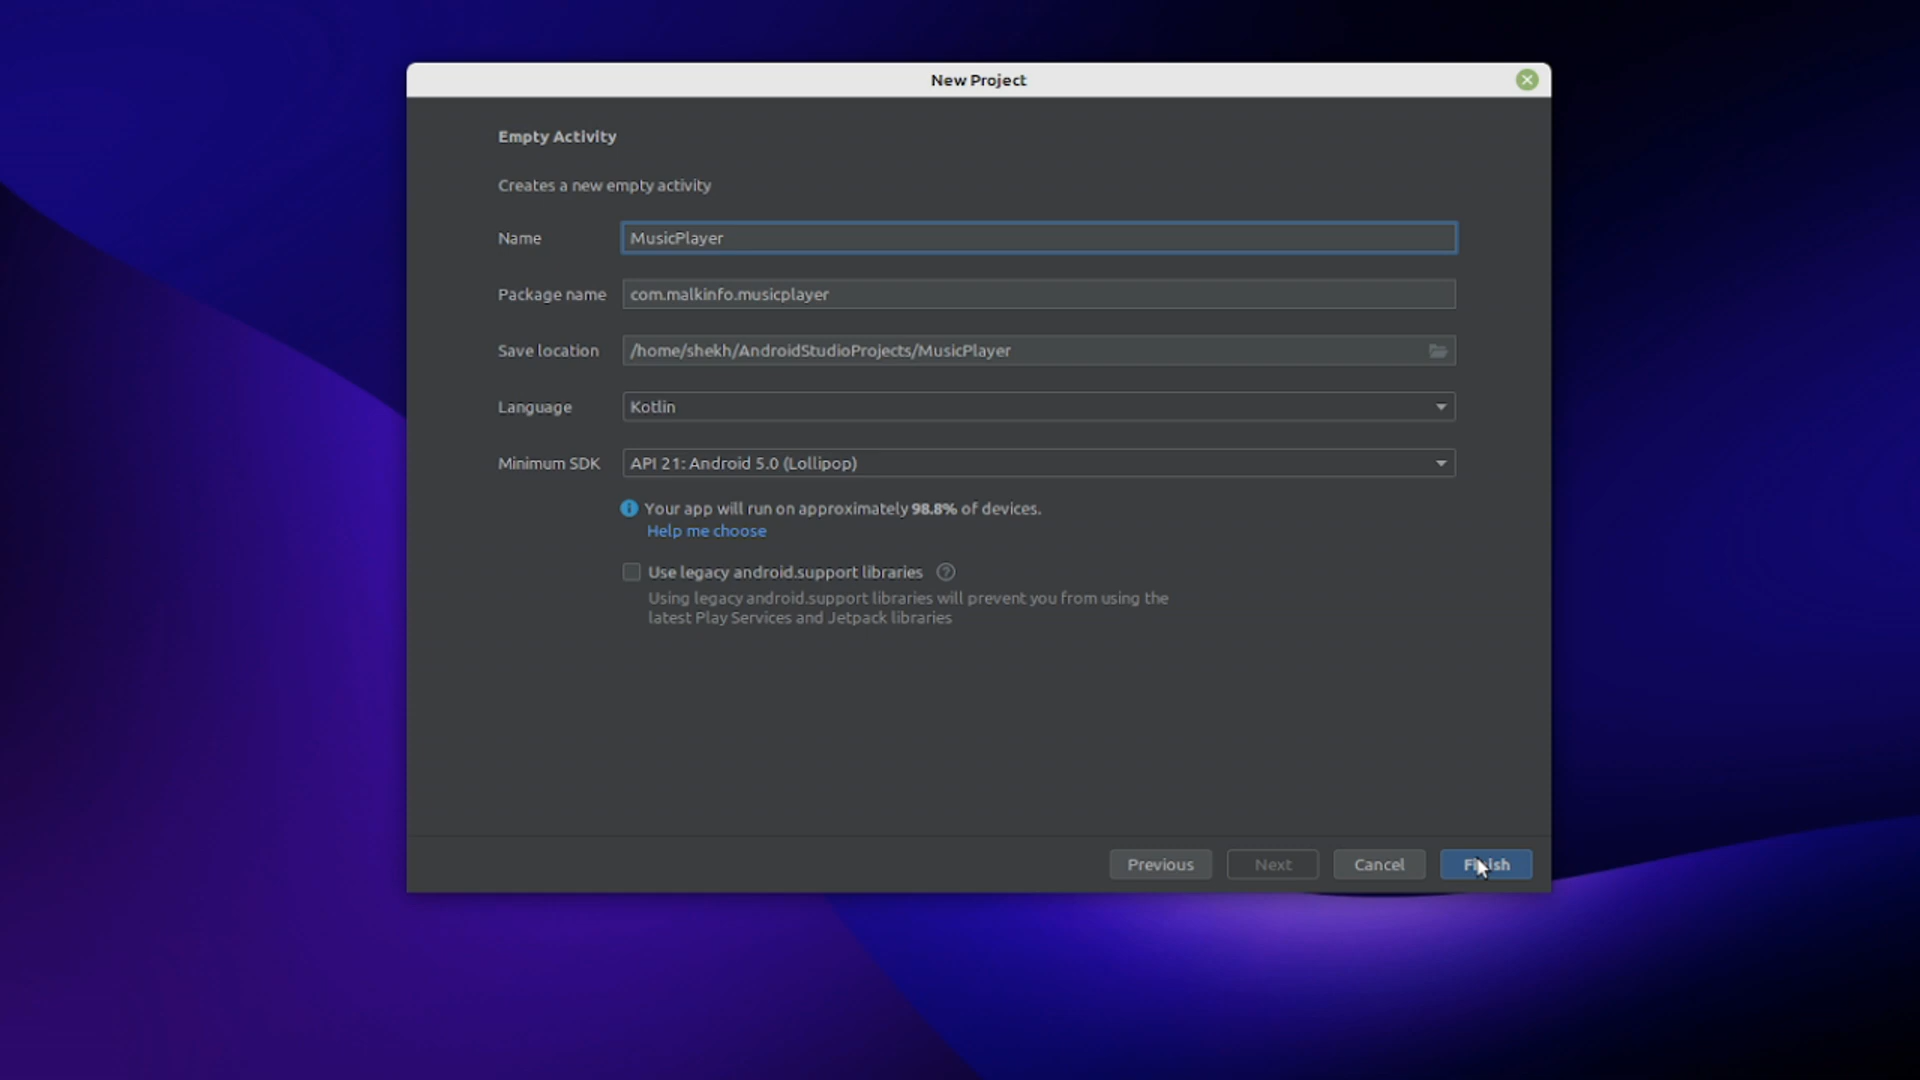 New Project
Empty Activity
Creates a new empty activity
Name MusicPlayer
Package name com.malkinfo.musicplayer
Save location /home/shekh/AndroidStudioProjects/MusicPlayer
Language Kotlin
Minimum SDK API 21: Android 5.0 (Lollipop)
Your app will run on approximately 98.8% of devices.
Help me choose
Use legacy android.support libraries
Using legacy android.support libraries will prevent you from using the
latest Play Services and Jetpack libraries
Previous Next Cancel Finish